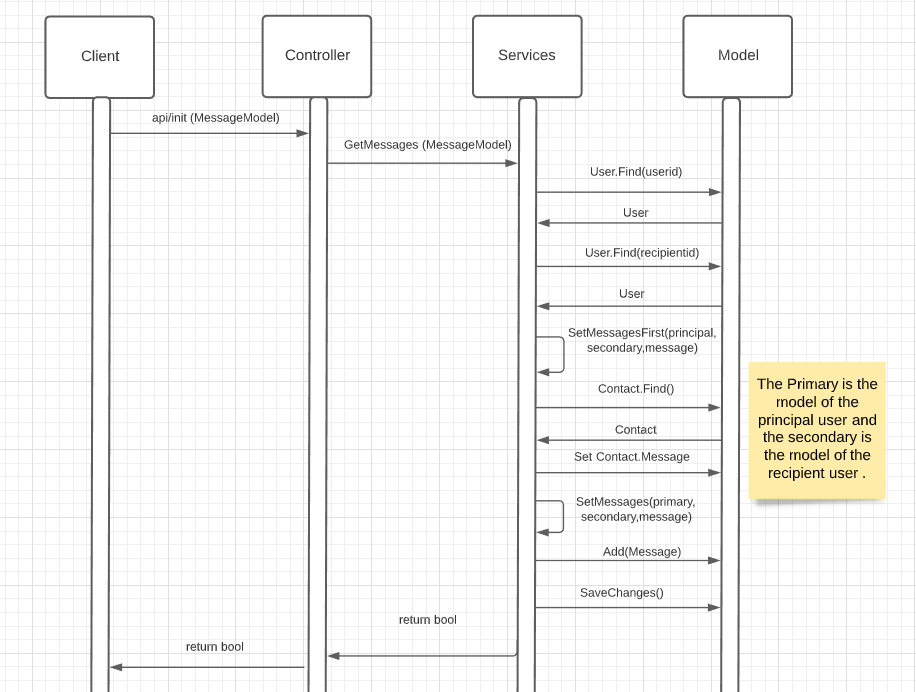 Client
Controller
Services
Model
api/init (MessageModel)
GetMessages (MessageModel)
User.Find(userid)
User
User.Find(recipientid)
User
SetMessagesFirst(principal,
secondary,message)
Contact.Find()
Contact
Set Contact.Message
SetMessages(primary,
secondary,message)
Add(Message)
SaveChanges()
return bool
return bool
The Primary is the
model of the
principal user and
the secondary is
the model of the
recipient user .